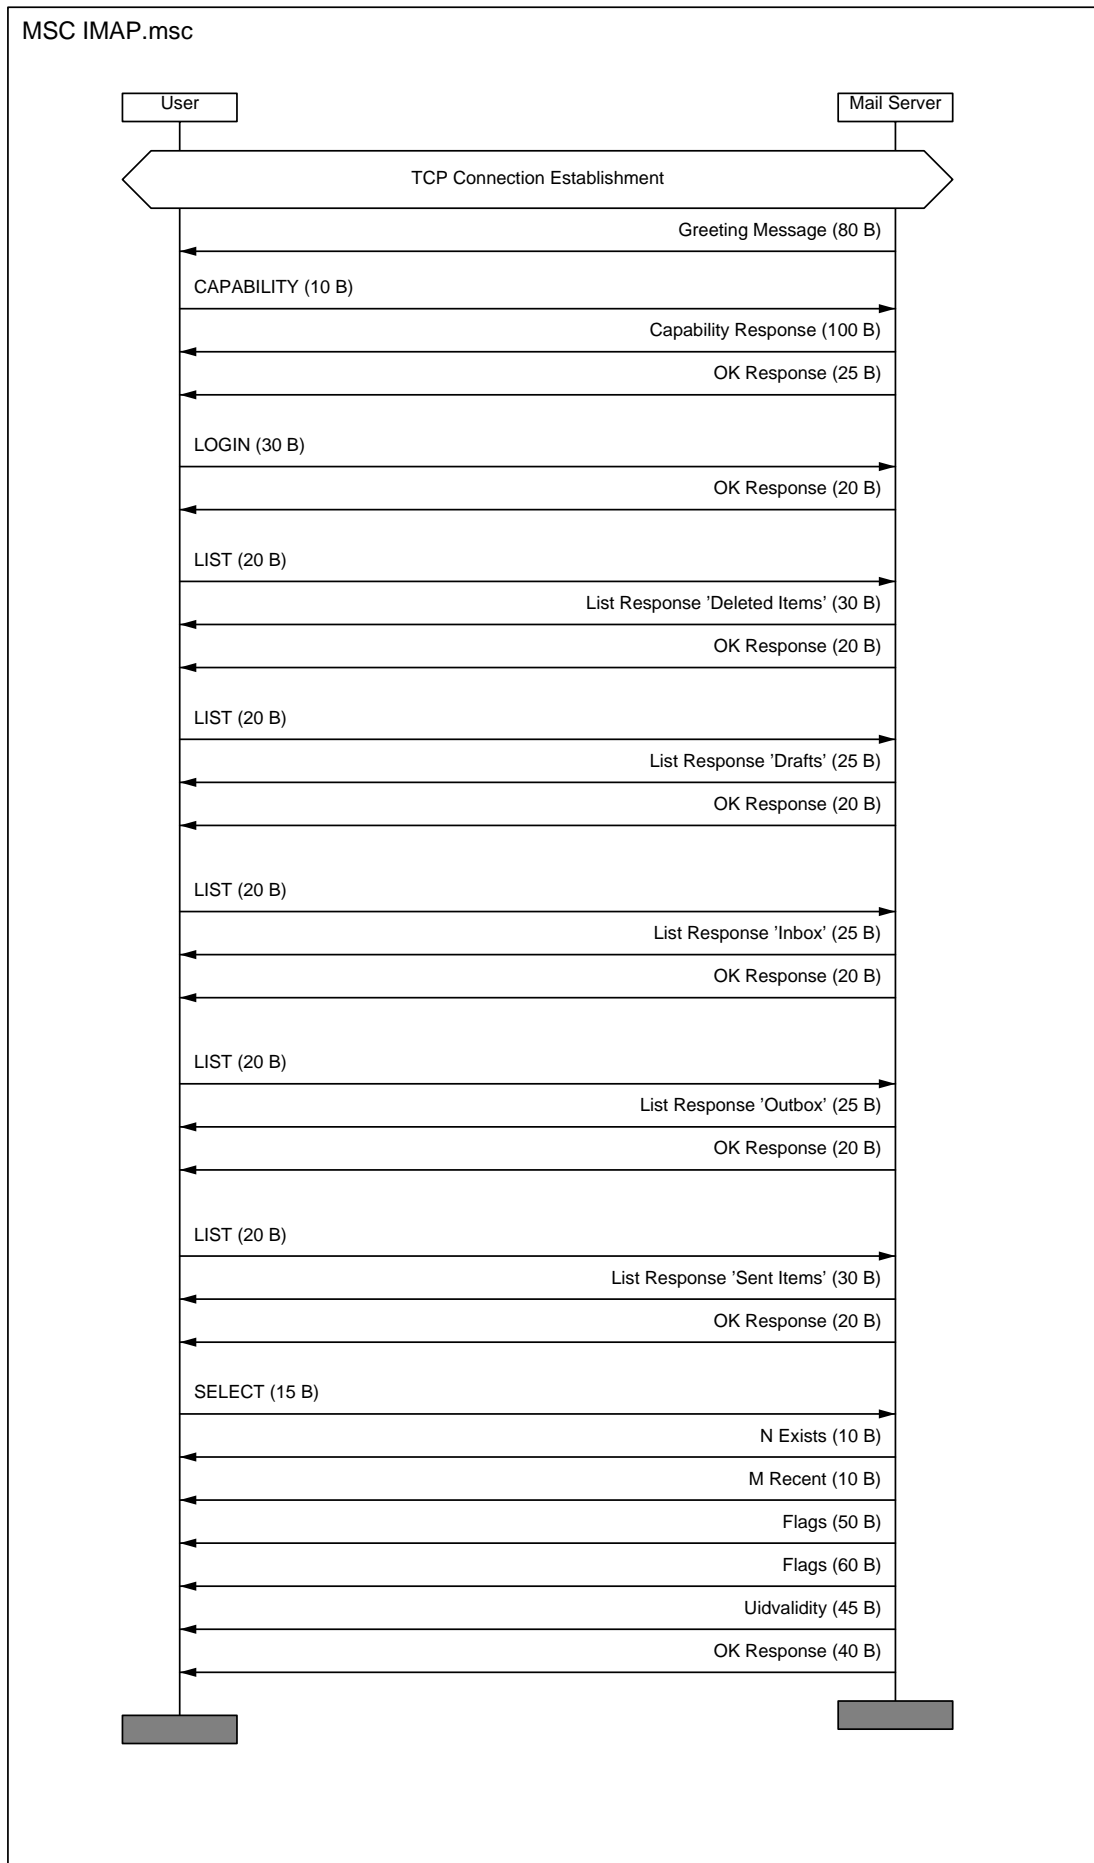 MSC IMAP.msc
User
Mail Server
TCP Connection Establishment
Greeting Message (80 B)
CAPABILITY (10 B)
Capability Response (100 B)
OK Response (25 B)
LOGIN (30 B)
OK Response (20 B)
LIST (20 B)
List Response ’Deleted Items’ (30 B)
OK Response (20 B)
LIST (20 B)
List Response ’Drafts’ (25 B)
OK Response (20 B)
LIST (20 B)
List Response ’Inbox’ (25 B)
OK Response (20 B)
LIST (20 B)
List Response ’Outbox’ (25 B)
OK Response (20 B)
LIST (20 B)
List Response ’Sent Items’ (30 B)
OK Response (20 B)
SELECT (15 B)
N Exists (10 B)
M Recent (10 B)
Flags (50 B)
Flags (60 B)
Uidvalidity (45 B)
OK Response (40 B)